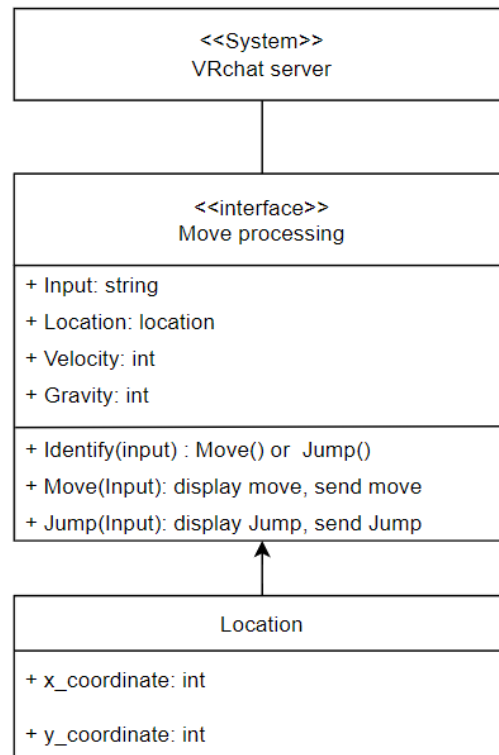 <<System>>
VRchat server
<<interface>>
Move processing
+ Input: string
+ Location: location
+ Velocity: int
+ Gravity: int
+ Identify(input) : Move() or Jump()
+ Move(Input): display move, send move
+ Jump(Input): display Jump, send Jump
Location
+ x_coordinate: int
+ y_coordinate: int